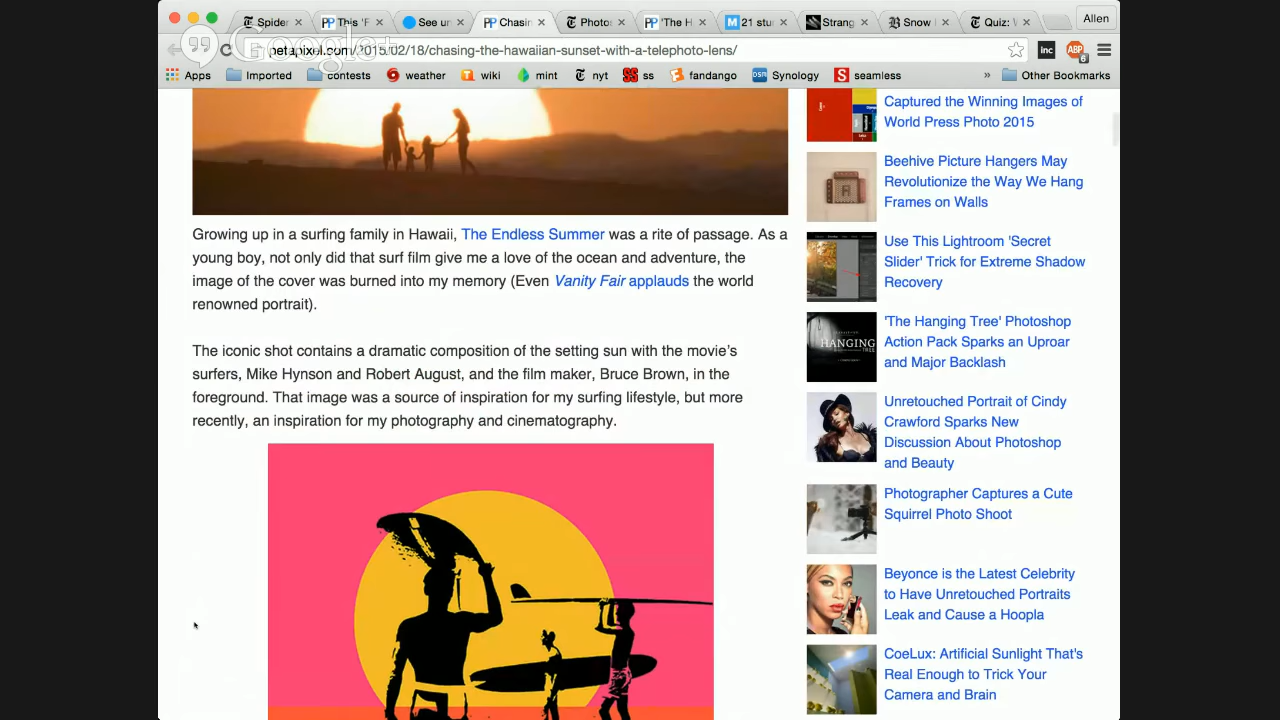 Spider
This 'F
See u
Chasin
Photo
'The H
21 stu
Strang
Snow
Quiz: W
Allen
Google+
petapixel.com/2015/02/18/chasing-the-hawaiian-sunset-with-a-telephoto-lens/
inc
ABP
6
Apps
Imported
contests
weather
wiki
mint
nyt
ss
fandango
DSM
Synology
seamless
»
Other Bookmarks
Captured the Winning Images of
World Press Photo 2015
Beehive Picture Hangers May
Revolutionize the Way We Hang
Frames on Walls
Growing up in a surfing family in Hawaii, The Endless Summer was a rite of passage. As a
young boy, not only did that surf film give me a love of the ocean and adventure, the
image of the cover was burned into my memory (Even Vanity Fair applauds the world
renowned portrait).
Use This Lightroom 'Secret
Slider' Trick for Extreme Shadow
Recovery
The iconic shot contains a dramatic composition of the setting sun with the movie's
surfers, Mike Hynson and Robert August, and the film maker, Bruce Brown, in the
foreground. That image was a source of inspiration for my surfing lifestyle, but more
recently, an inspiration for my photography and cinematography.
HANGING
'The Hanging Tree' Photoshop
Action Pack Sparks an Uproar
and Major Backlash
Unretouched Portrait of Cindy
Crawford Sparks New
Discussion About Photoshop
and Beauty
Photographer Captures a Cute
Squirrel Photo Shoot
Beyonce is the Latest Celebrity
to Have Unretouched Portraits
Leak and Cause a Hoopla
CoeLux: Artificial Sunlight That's
Real Enough to Trick Your
Camera and Brain